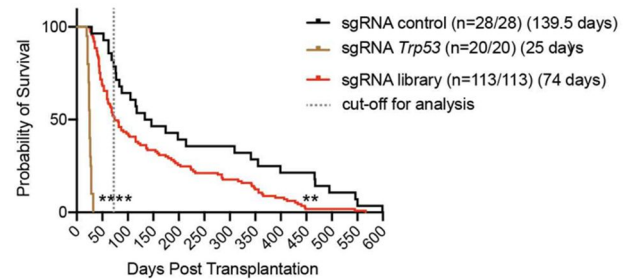 100
50
0
Probability of Survival
**** **
0 50 100 150 200 250 300 350 400 450 500 550 600
Days Post Transplantation
sgRNA control (n=28/28) (139.5 days)
sgRNA Trp53 (n=20/20) (25 days
sgRNA library (n=113/113) (74 days)
cut-off for analysis